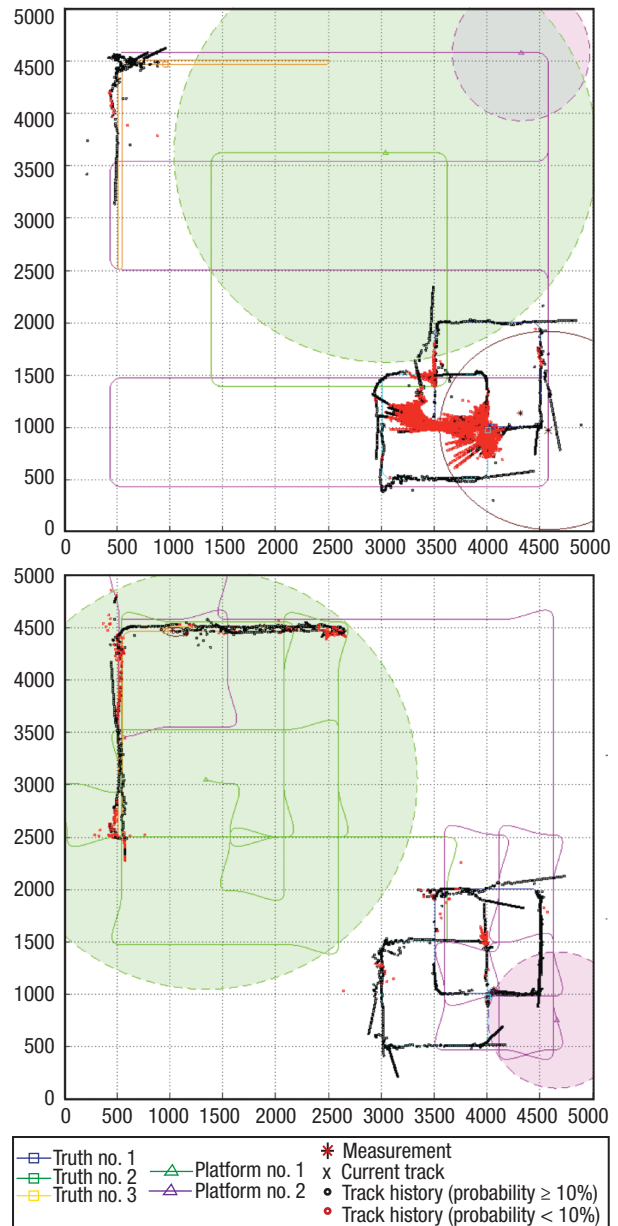 5000
4500
4000
3500
3000
2500
2000
1500
1000
500
0
0 500 1000 1500 2000 2500 3000 3500 4000 4500 5000
5000
4500
4000
3500
3000
2500
2000
1500
1000
500
0
0 500 1000 1500 2000 2500 3000 3500 4000 4500 5000
Truth no. 1
Truth no. 2
Truth no. 3
Platform no. 1
Platform no. 2
Measurement
Current track
Track history (probability ≥ 10%)
Track history (probability < 10%)